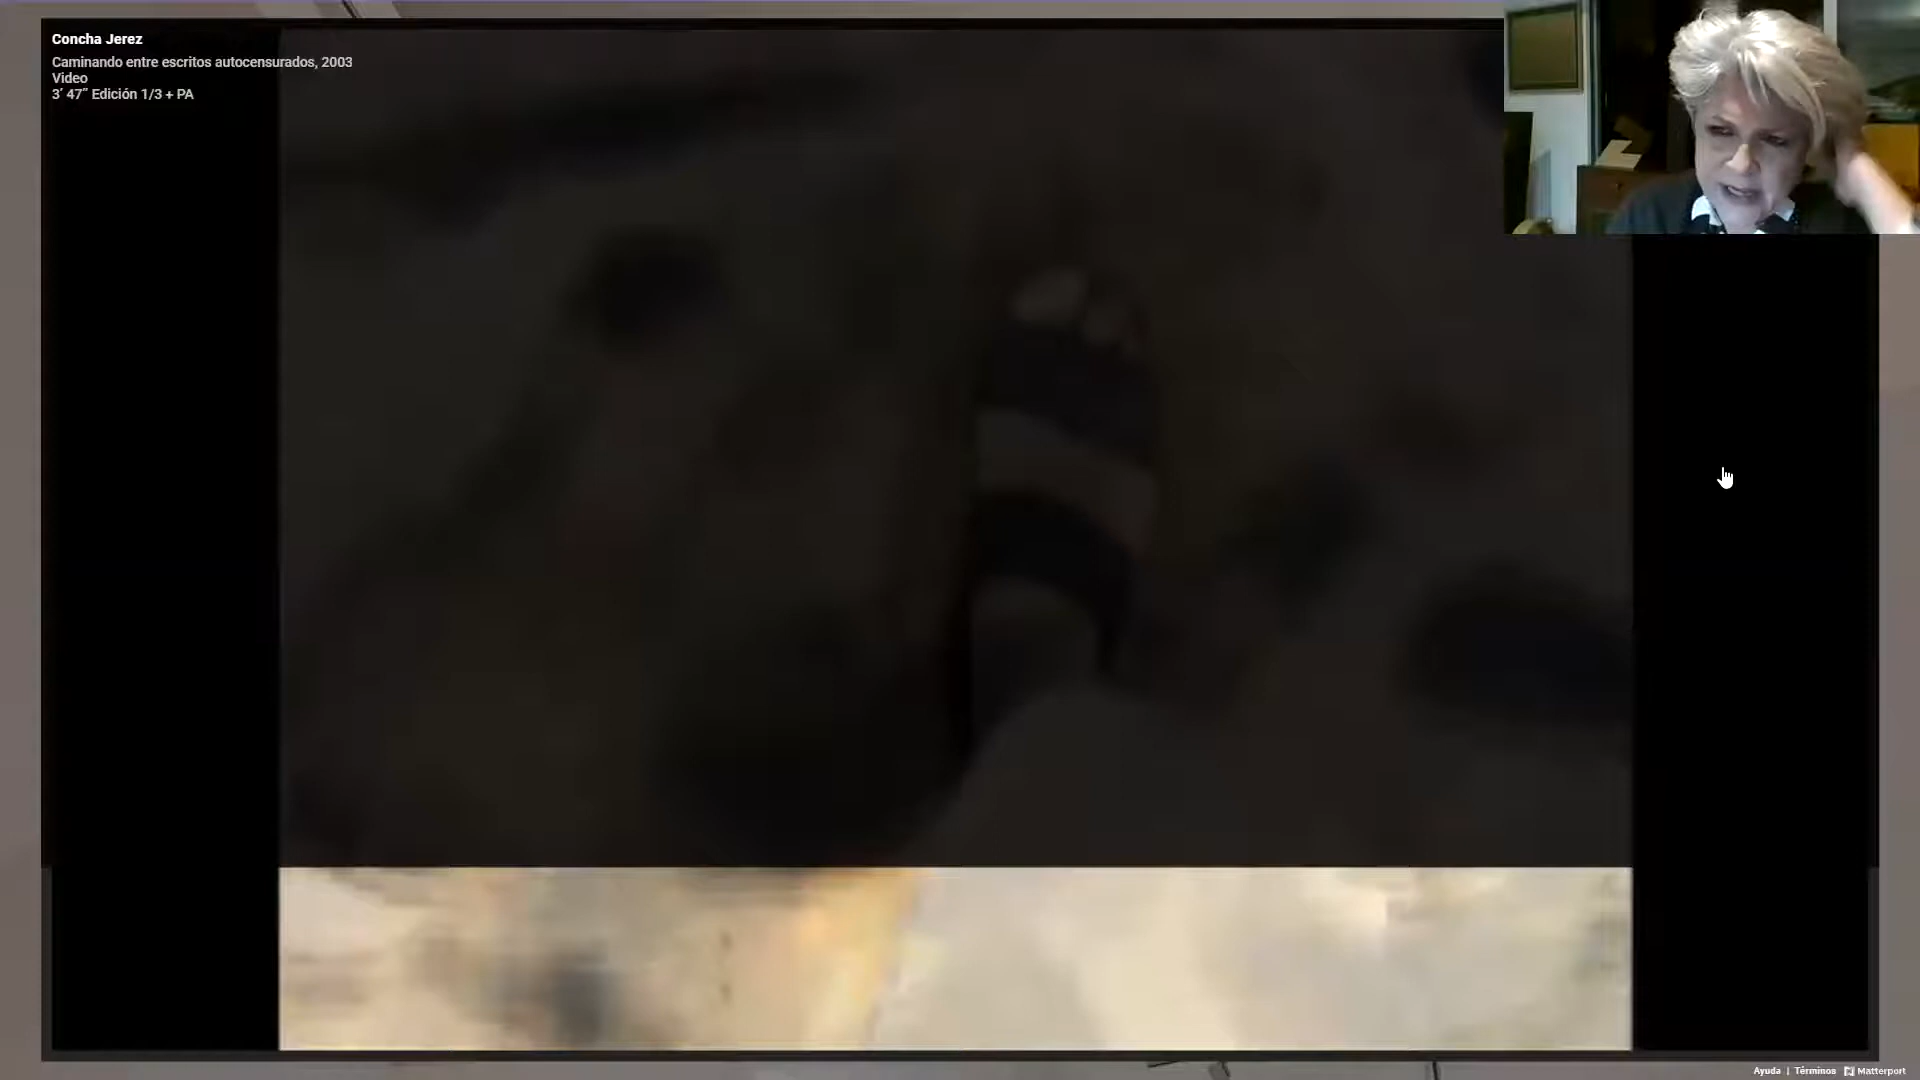 Concha Jerez
Caminando entre escritos autocensurados, 2003
Video
3’ 47” Edición 1/3 + PA
Ayuda | Términos Matterport